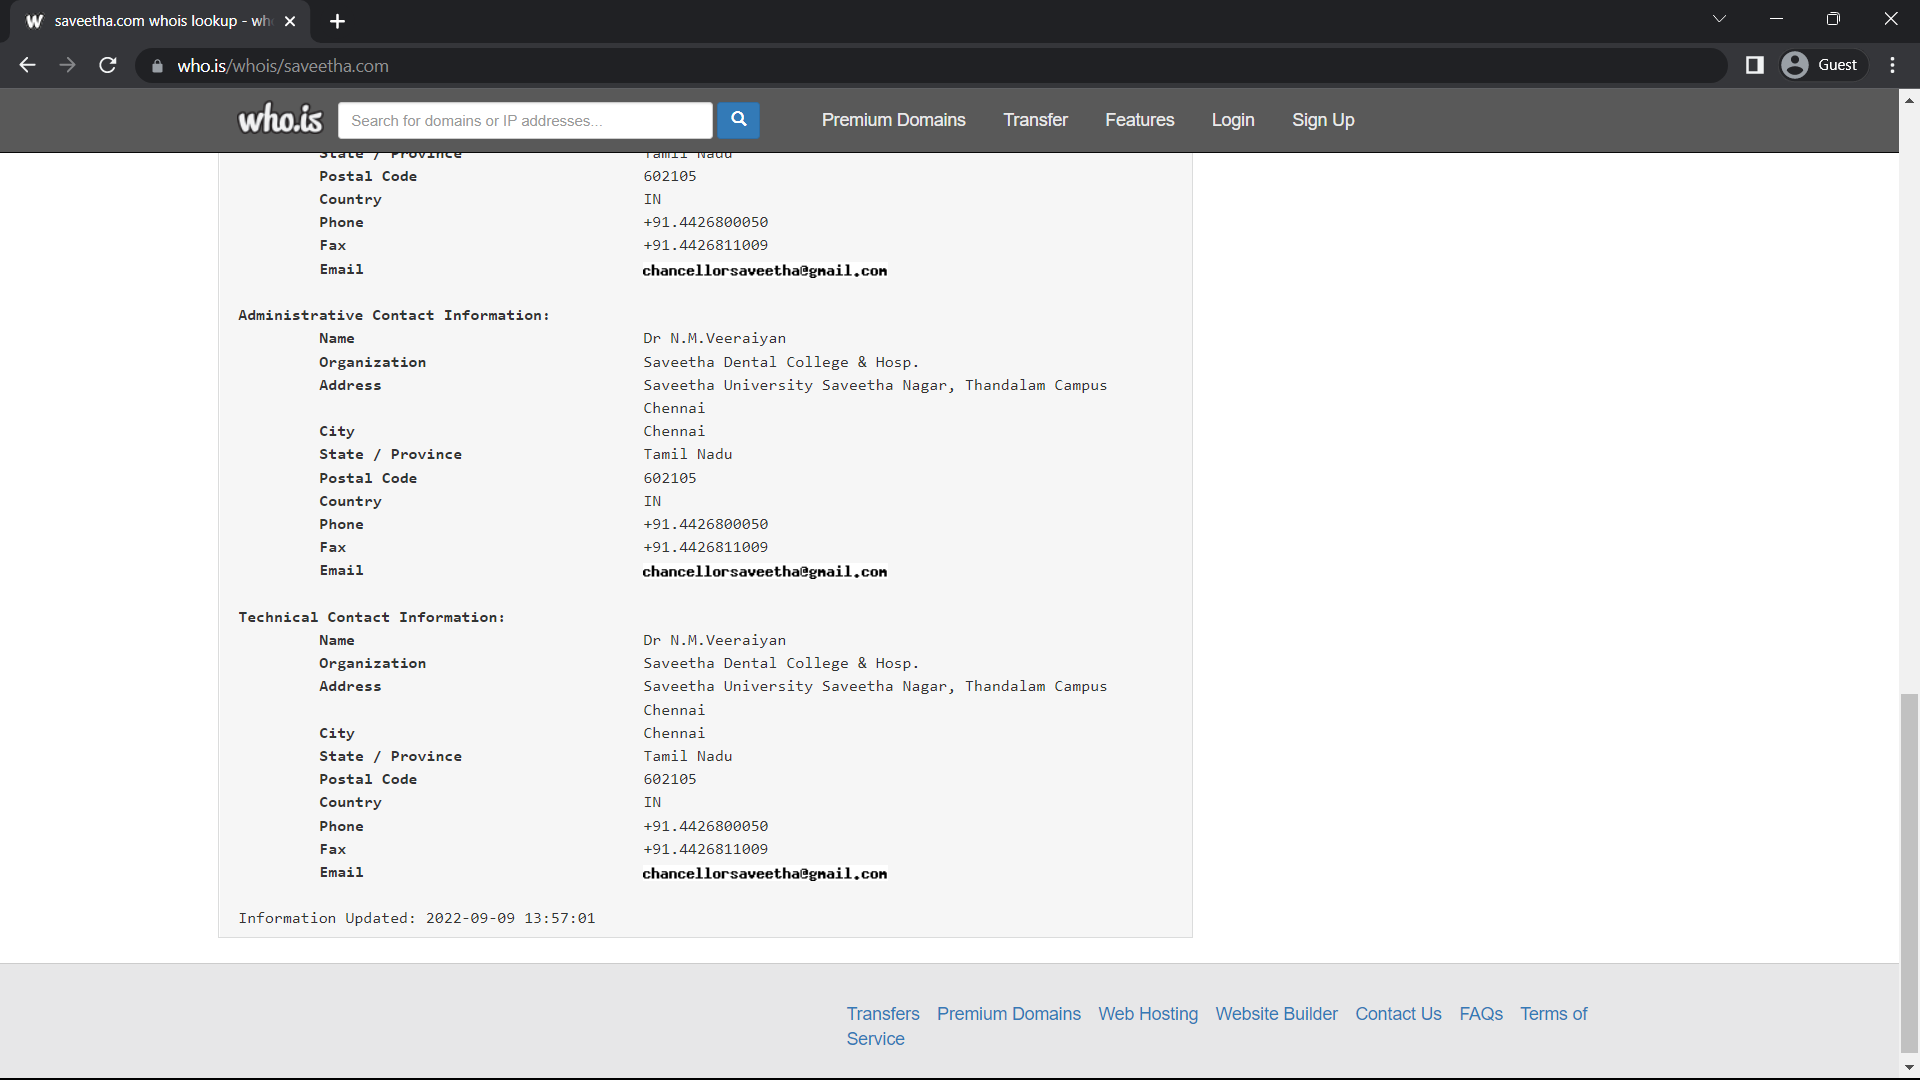 saveetha.com whois lookup - wh
who.is/whois/saveetha.com
Guest
who.is
Search for domains or IP addresses...
Premium Domains
Transfer
Features
Login
Sign Up
State / Province Tamil Nadu
Postal Code 602105
Country IN
Phone +91.4426800050
Fax +91.4426811009
Email chancellorsaveetha@gmail.com
Administrative Contact Information:
Name Dr N.M.Veeraiyan
Organization Saveetha Dental College & Hosp.
Address Saveetha University Saveetha Nagar, Thandalam Campus
Chennai
City Chennai
State / Province Tamil Nadu
Postal Code 602105
Country IN
Phone +91.4426800050
Fax +91.4426811009
Email chancellorsaveetha@gmail.com
Technical Contact Information:
Name Dr N.M.Veeraiyan
Organization Saveetha Dental College & Hosp.
Address Saveetha University Saveetha Nagar, Thandalam Campus
Chennai
City Chennai
State / Province Tamil Nadu
Postal Code 602105
Country IN
Phone +91.4426800050
Fax +91.4426811009
Email chancellorsaveetha@gmail.com
Information Updated: 2022-09-09 13:57:01
Transfers Premium Domains Web Hosting Website Builder Contact Us FAQs Terms of
Service